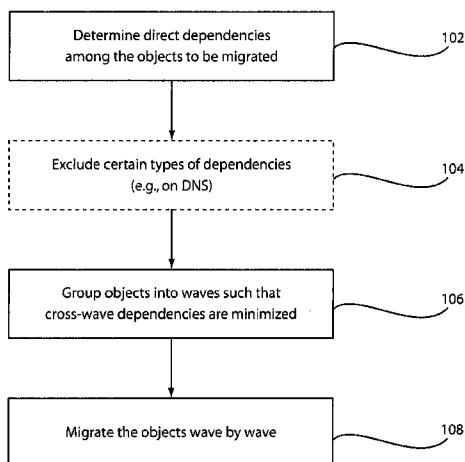 Determine direct dependencies
among the objects to be migrated
102
Exclude certain types of dependencies
(e.g., on DNS)
104
Group objects into waves such that
cross-wave dependencies are minimized
106
Migrate the objects wave by wave
108